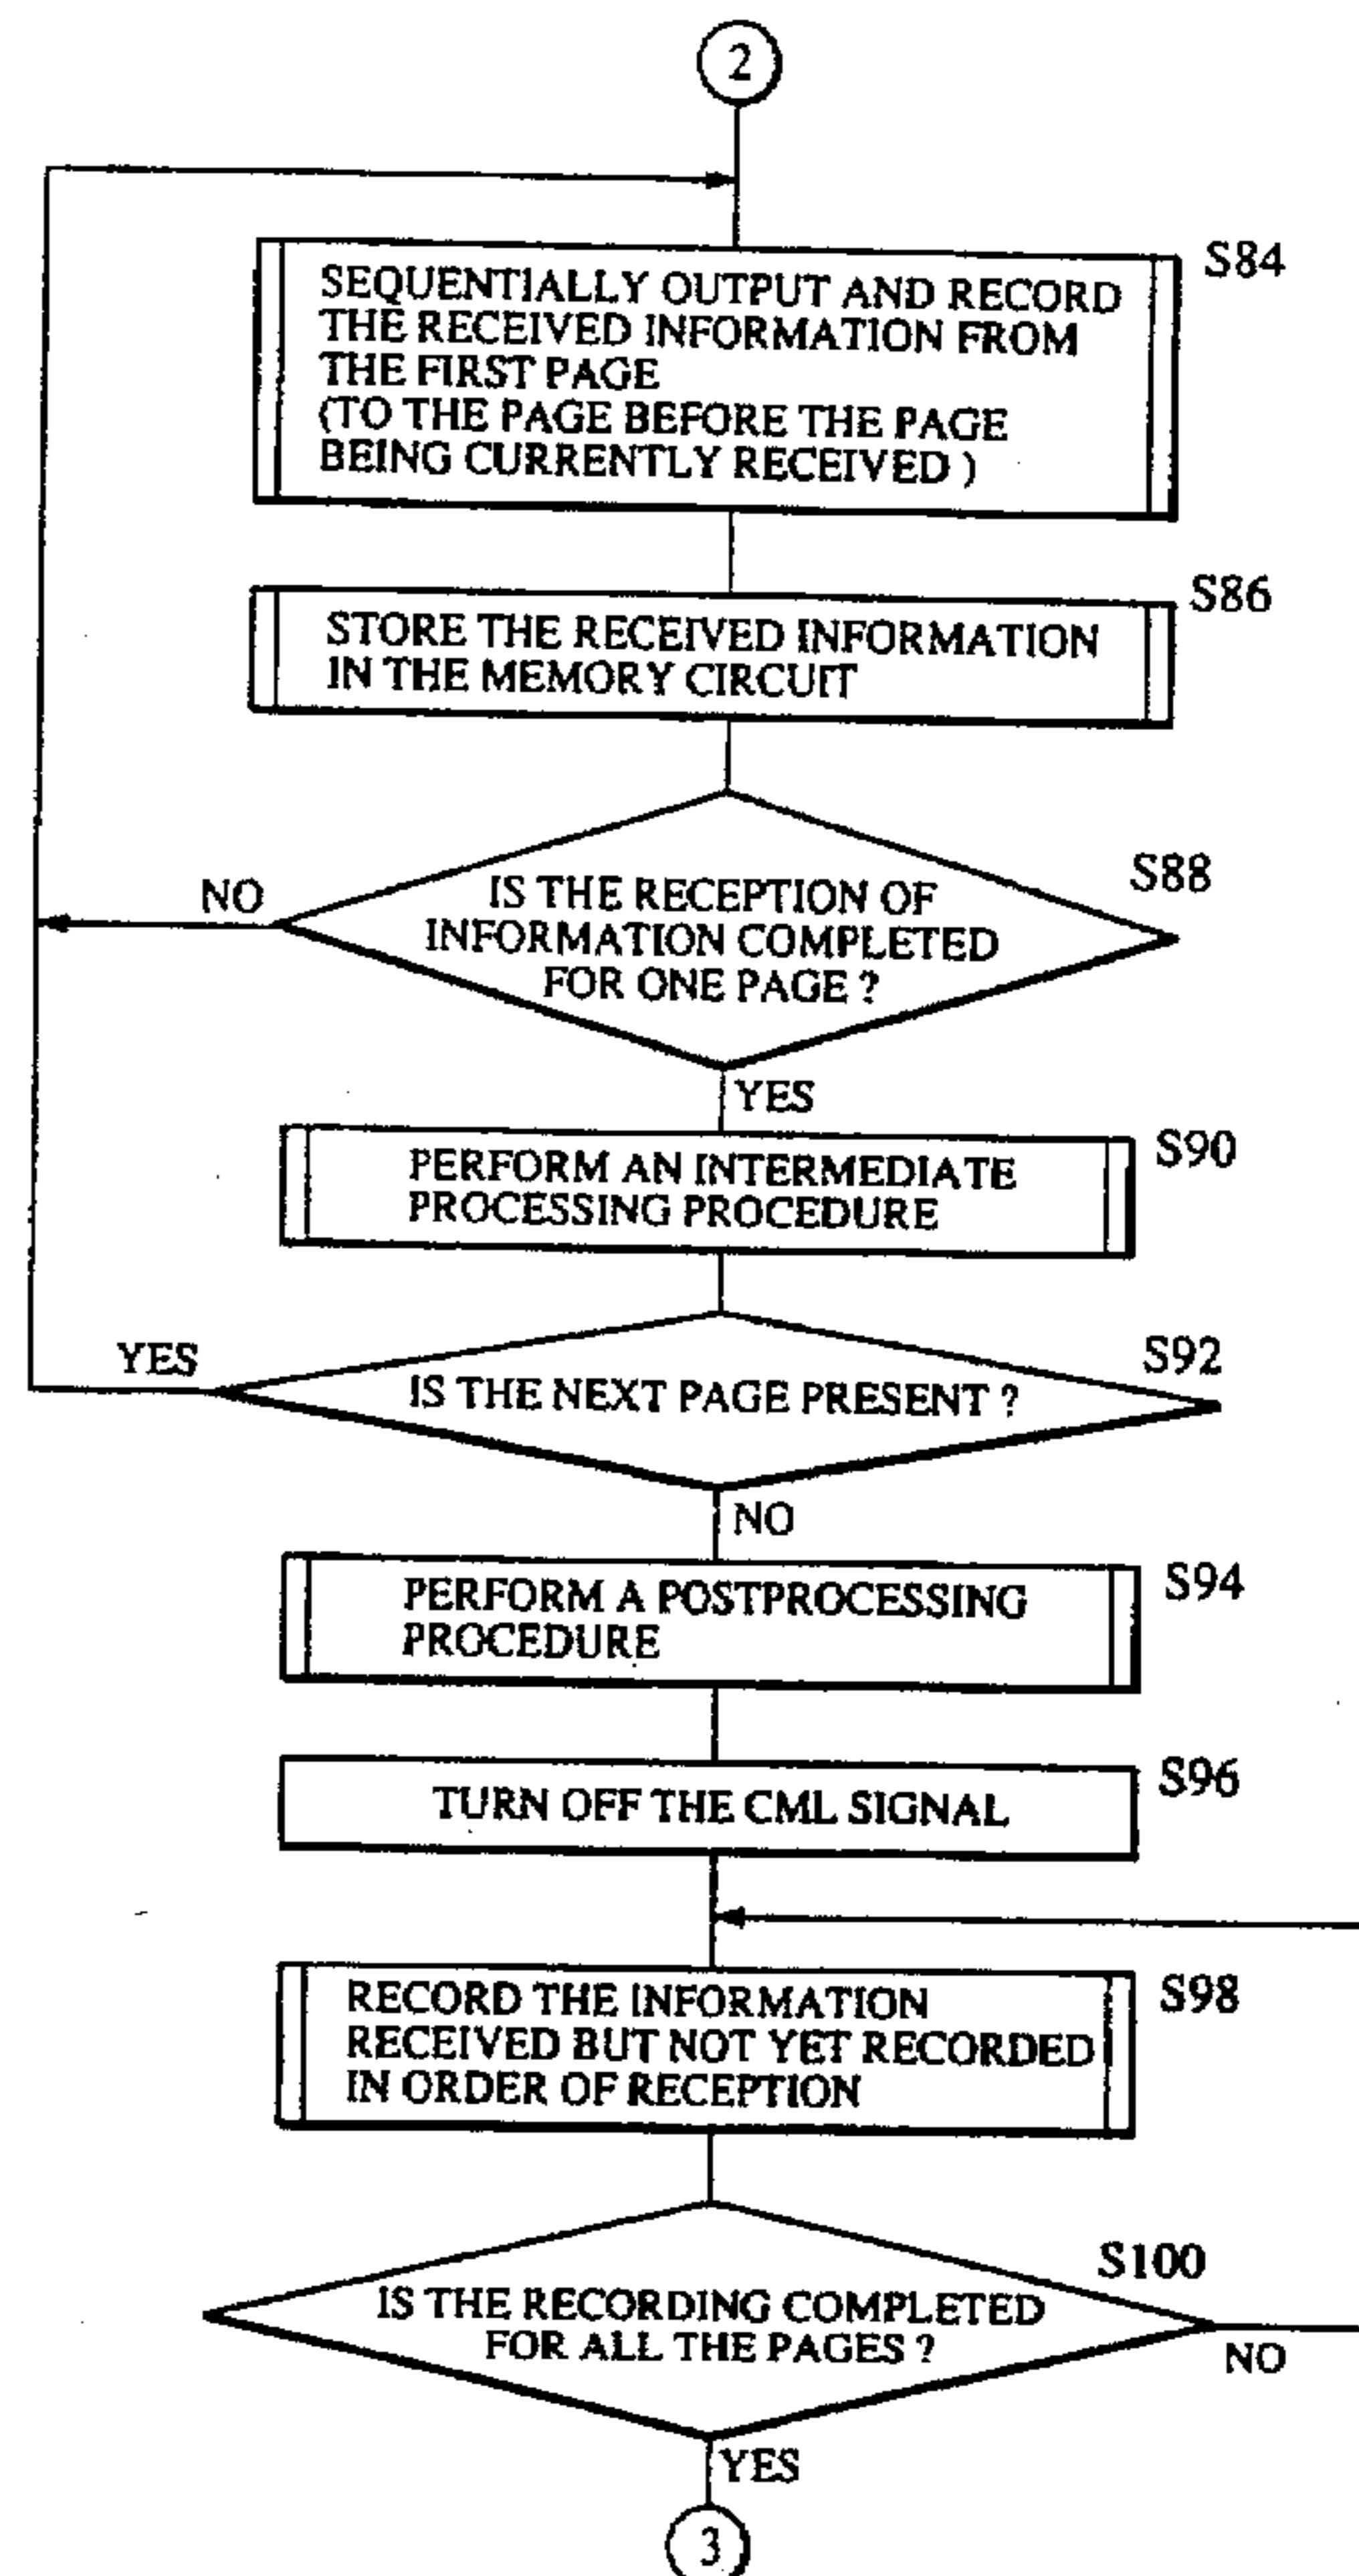 2
SEQUENTIALLY OUTPUT AND RECORD
THE RECEIVED INFORMATION FROM
THE FIRST PAGE
(TO THE PAGE BEFORE THE PAGE
BEING CURRENTLY RECEIVED )
S84
STORE THE RECEIVED INFORMATION
IN THE MEMORY CIRCUIT
S86
IS THE RECEPTION OF
INFORMATION COMPLETED
FOR ONE PAGE ?
S88
NO
YES
PERFORM AN INTERMEDIATE
PROCESSING PROCEDURE
S90
IS THE NEXT PAGE PRESENT ?
S92
YES
NO
PERFORM A POSTPROCESSING
PROCEDURE
S94
TURN OFF THE CML SIGNAL
S96
RECORD THE INFORMATION
RECEIVED BUT NOT YET RECORDED
IN ORDER OF RECEPTION
S98
IS THE RECORDING COMPLETED
FOR ALL THE PAGES ?
S100
NO
YES
3